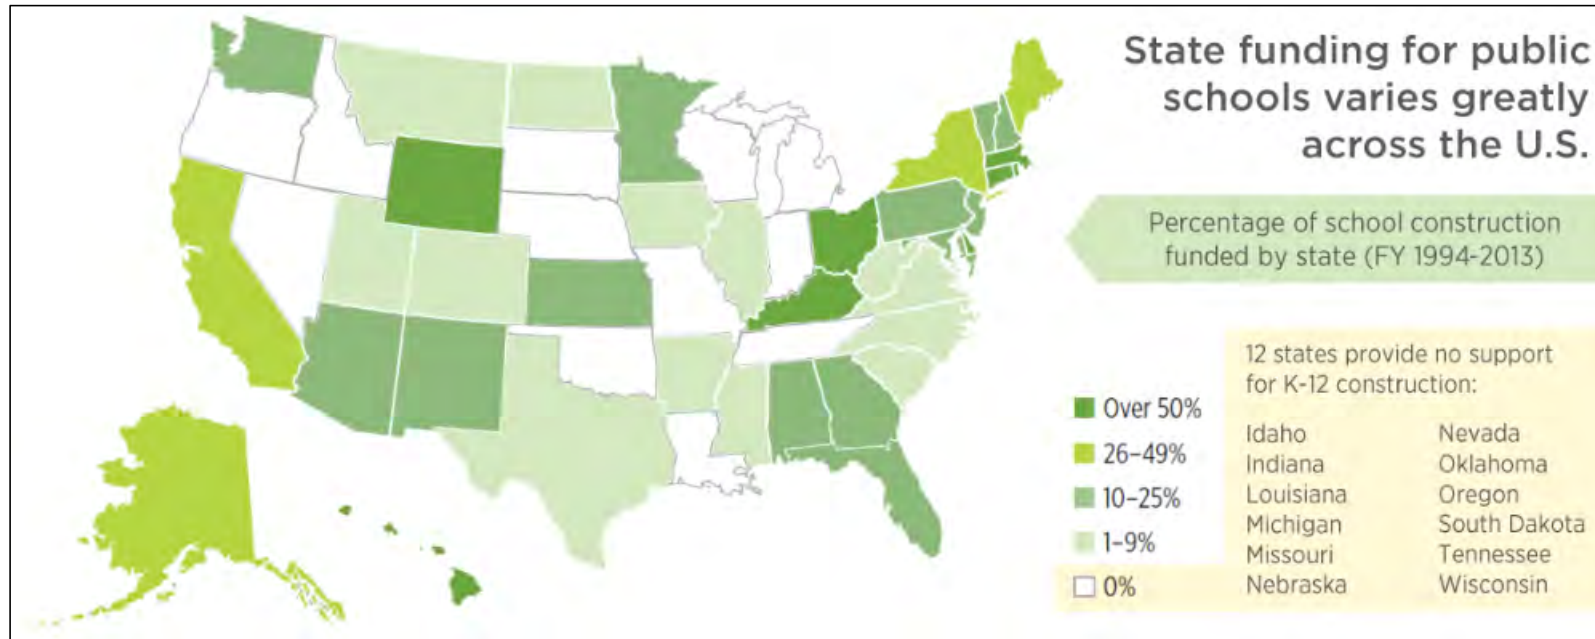 State funding for public
schools varies greatly
across the U.S.
Percentage of school construction
funded by state (FY 1994-2013)
Over 50%
26–49%
10–25%
1–9%
0%
12 states provide no support
for K-12 construction:
Idaho
Indiana
Louisiana
Michigan
Missouri
Nebraska
Nevada
Oklahoma
Oregon
South Dakota
Tennessee
Wisconsin